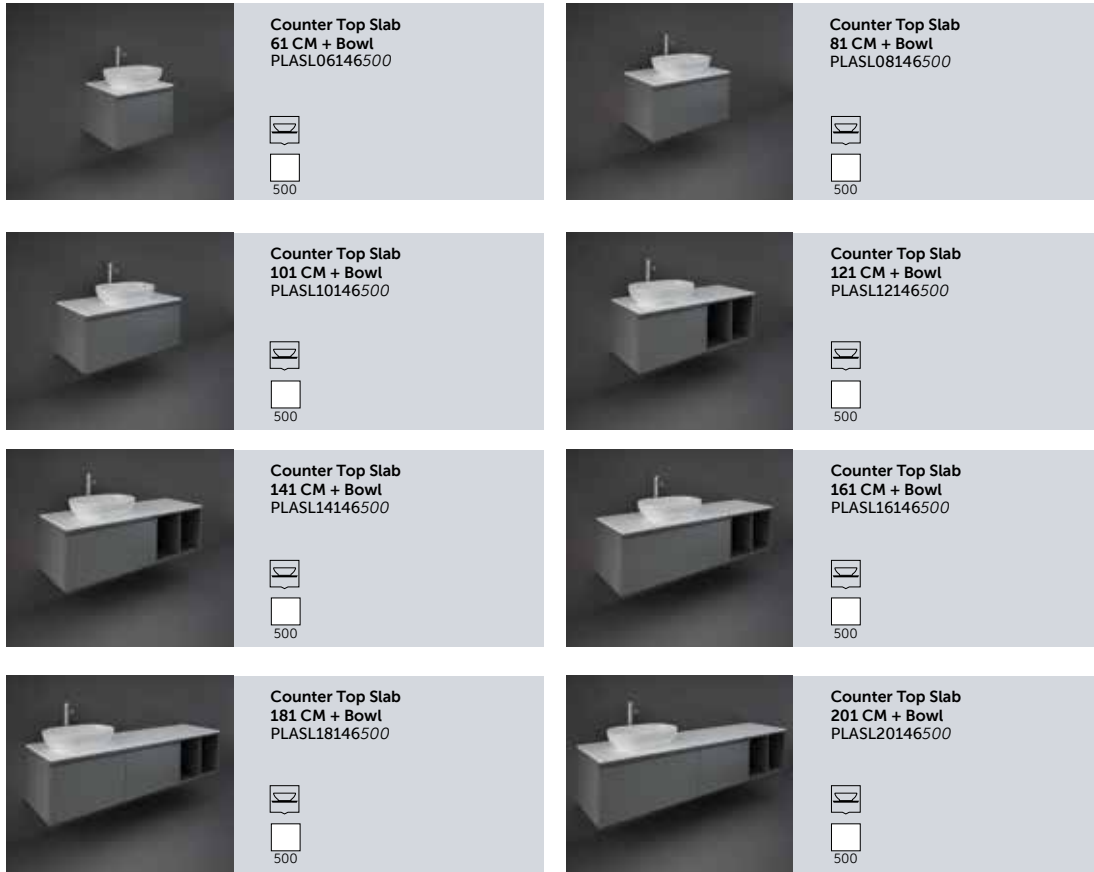 Counter Top Slab
61 CM + Bowl
PLASL06146500
500
Counter Top Slab
81 CM + Bowl
PLASL08146500
500
Counter Top Slab
101 CM + Bowl
PLASL10146500
500
Counter Top Slab
121 CM + Bowl
PLASL12146500
500
Counter Top Slab
141 CM + Bowl
PLASL14146500
500
Counter Top Slab
161 CM + Bowl
PLASL16146500
500
Counter Top Slab
181 CM + Bowl
PLASL18146500
500
Counter Top Slab
201 CM + Bowl
PLASL20146500
500